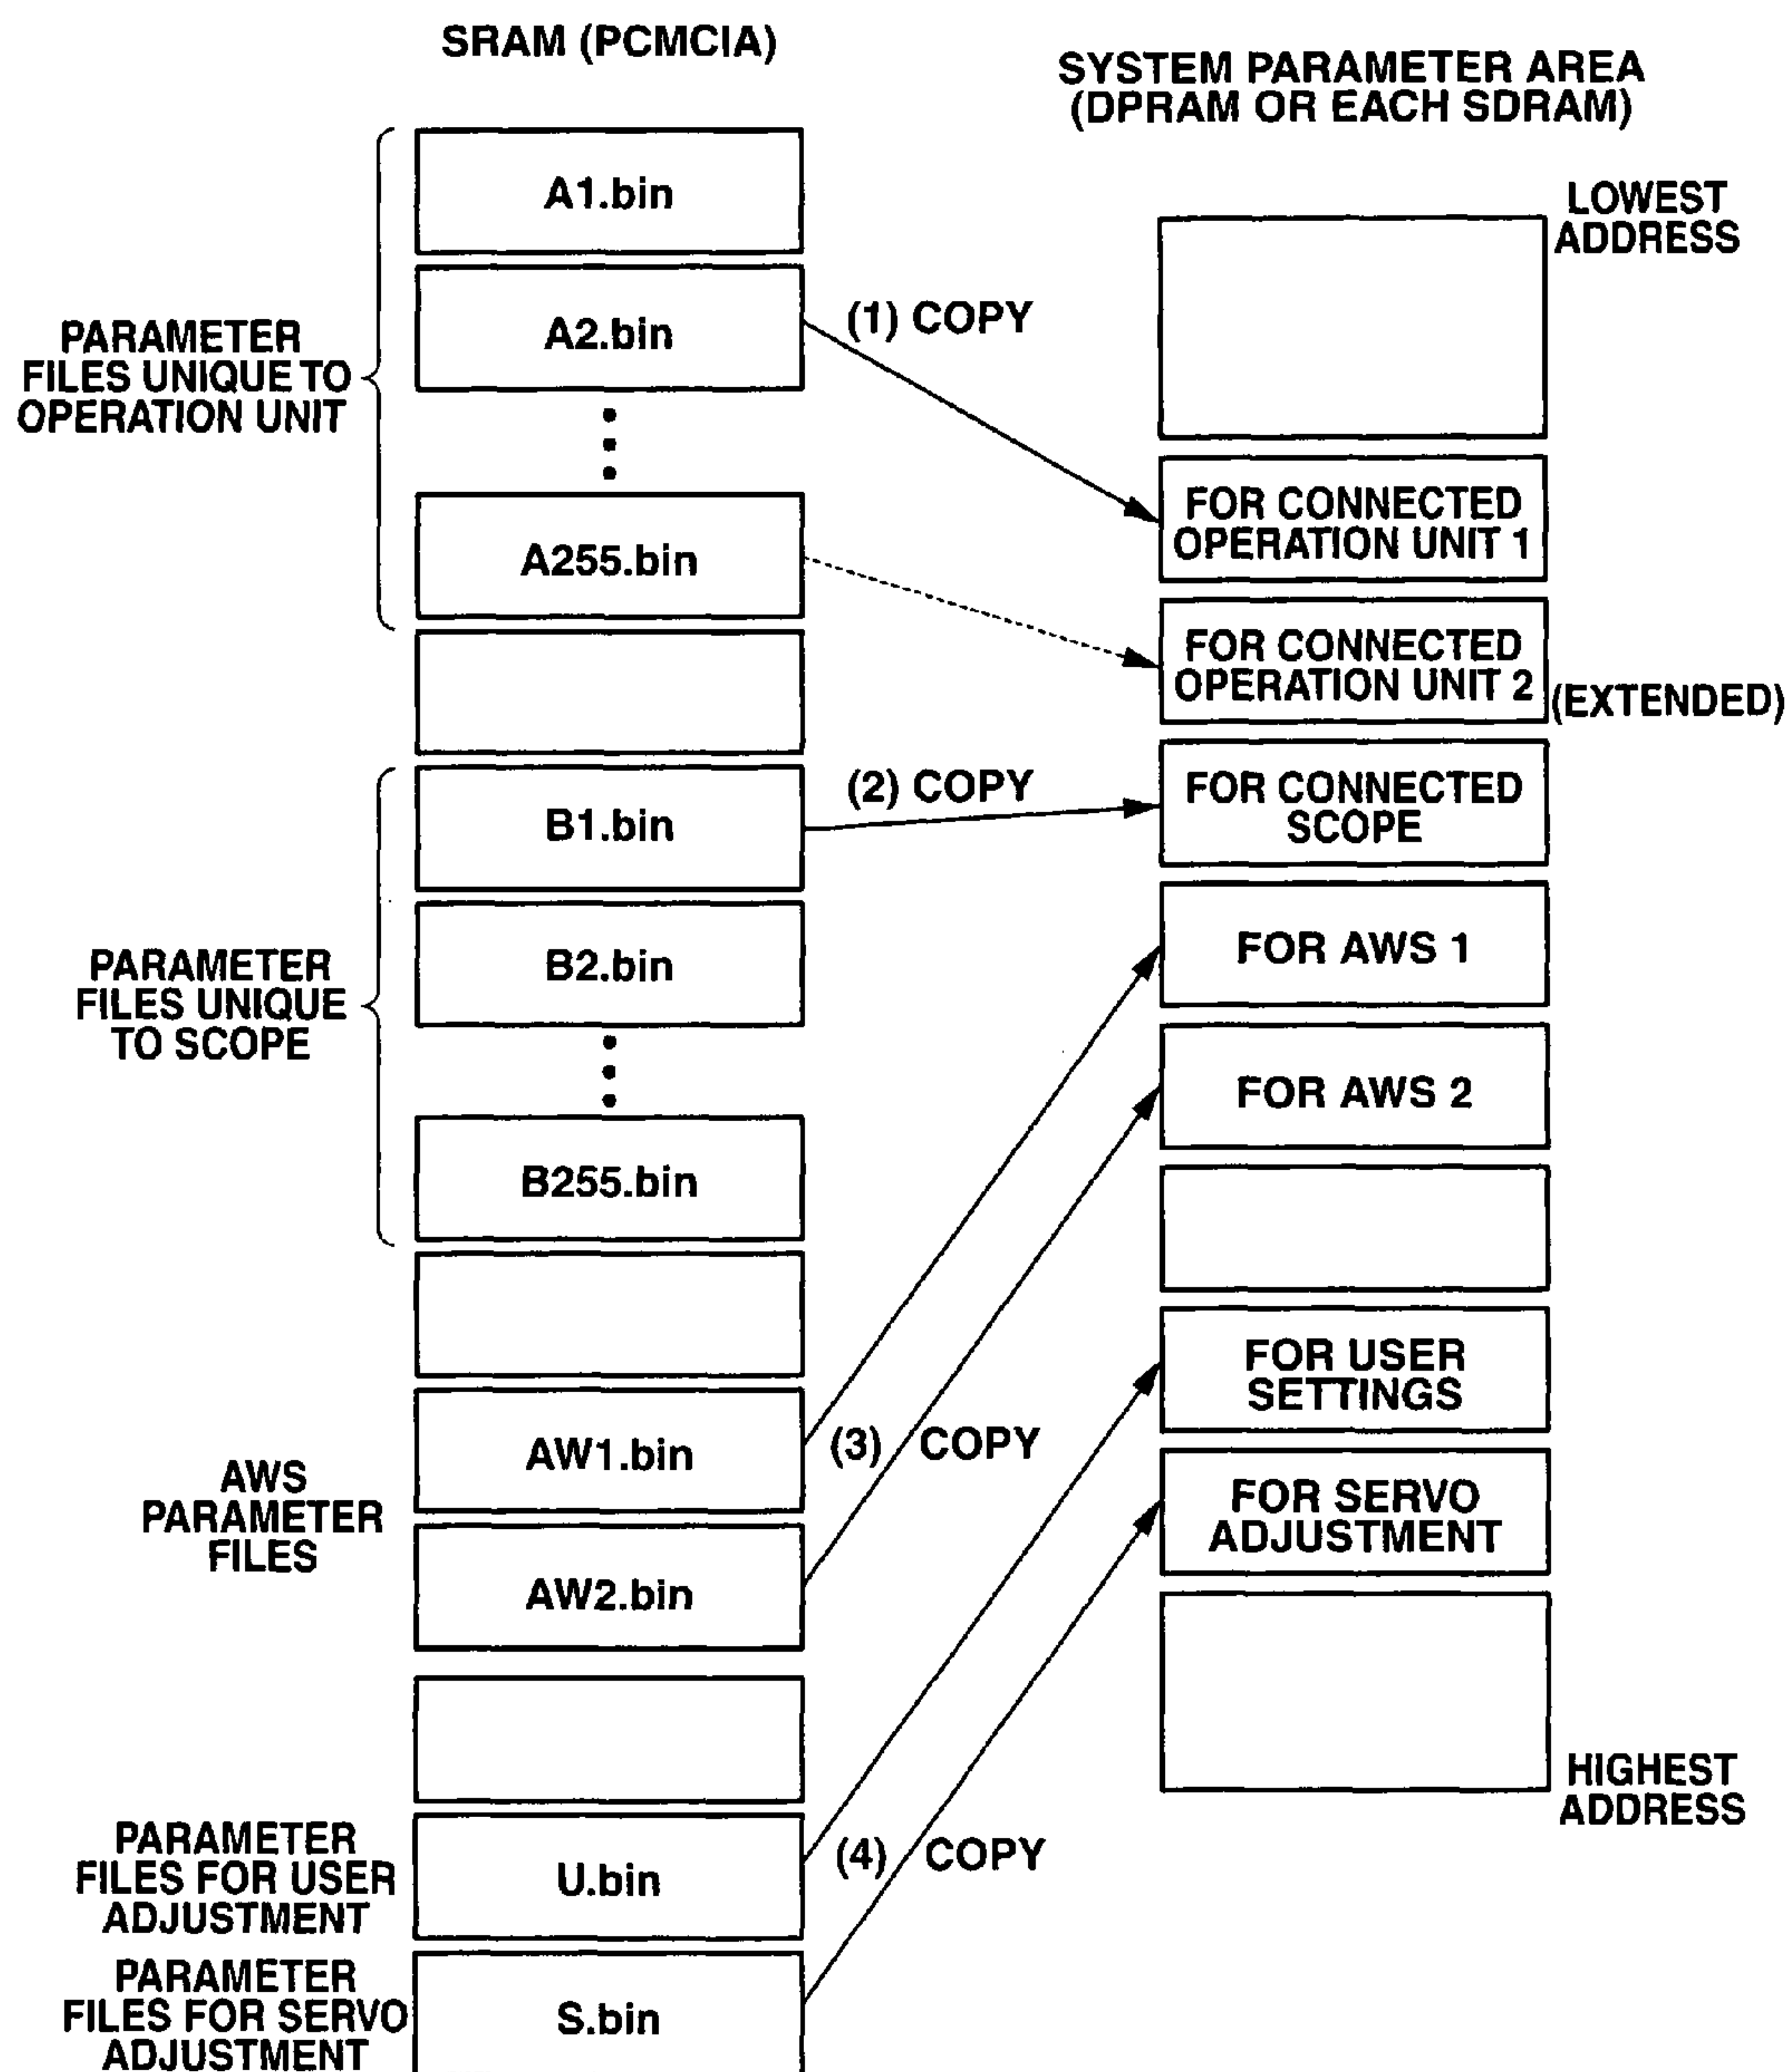 SRAM (PCMCIA)
SYSTEM PARAMETER AREA
(DPRAM OR EACH SDRAM)
PARAMETER
FILES UNIQUE TO
OPERATION UNIT
A1.bin
A2.bin
A255.bin
(1) COPY
LOWEST
ADDRESS
FOR CONNECTED
OPERATION UNIT 1
FOR CONNECTED
OPERATION UNIT 2
(EXTENDED)
PARAMETER
FILES UNIQUE
TO SCOPE
B1.bin
B2.bin
B255.bin
(2) COPY
FOR CONNECTED
SCOPE
FOR AWS 1
FOR AWS 2
AWS
PARAMETER
FILES
AW1.bin
AW2.bin
(3) COPY
FOR USER
SETTINGS
FOR SERVO
ADJUSTMENT
HIGHEST
ADDRESS
PARAMETER
FILES FOR USER
ADJUSTMENT
U.bin
(4) COPY
PARAMETER
FILES FOR SERVO
ADJUSTMENT
S.bin